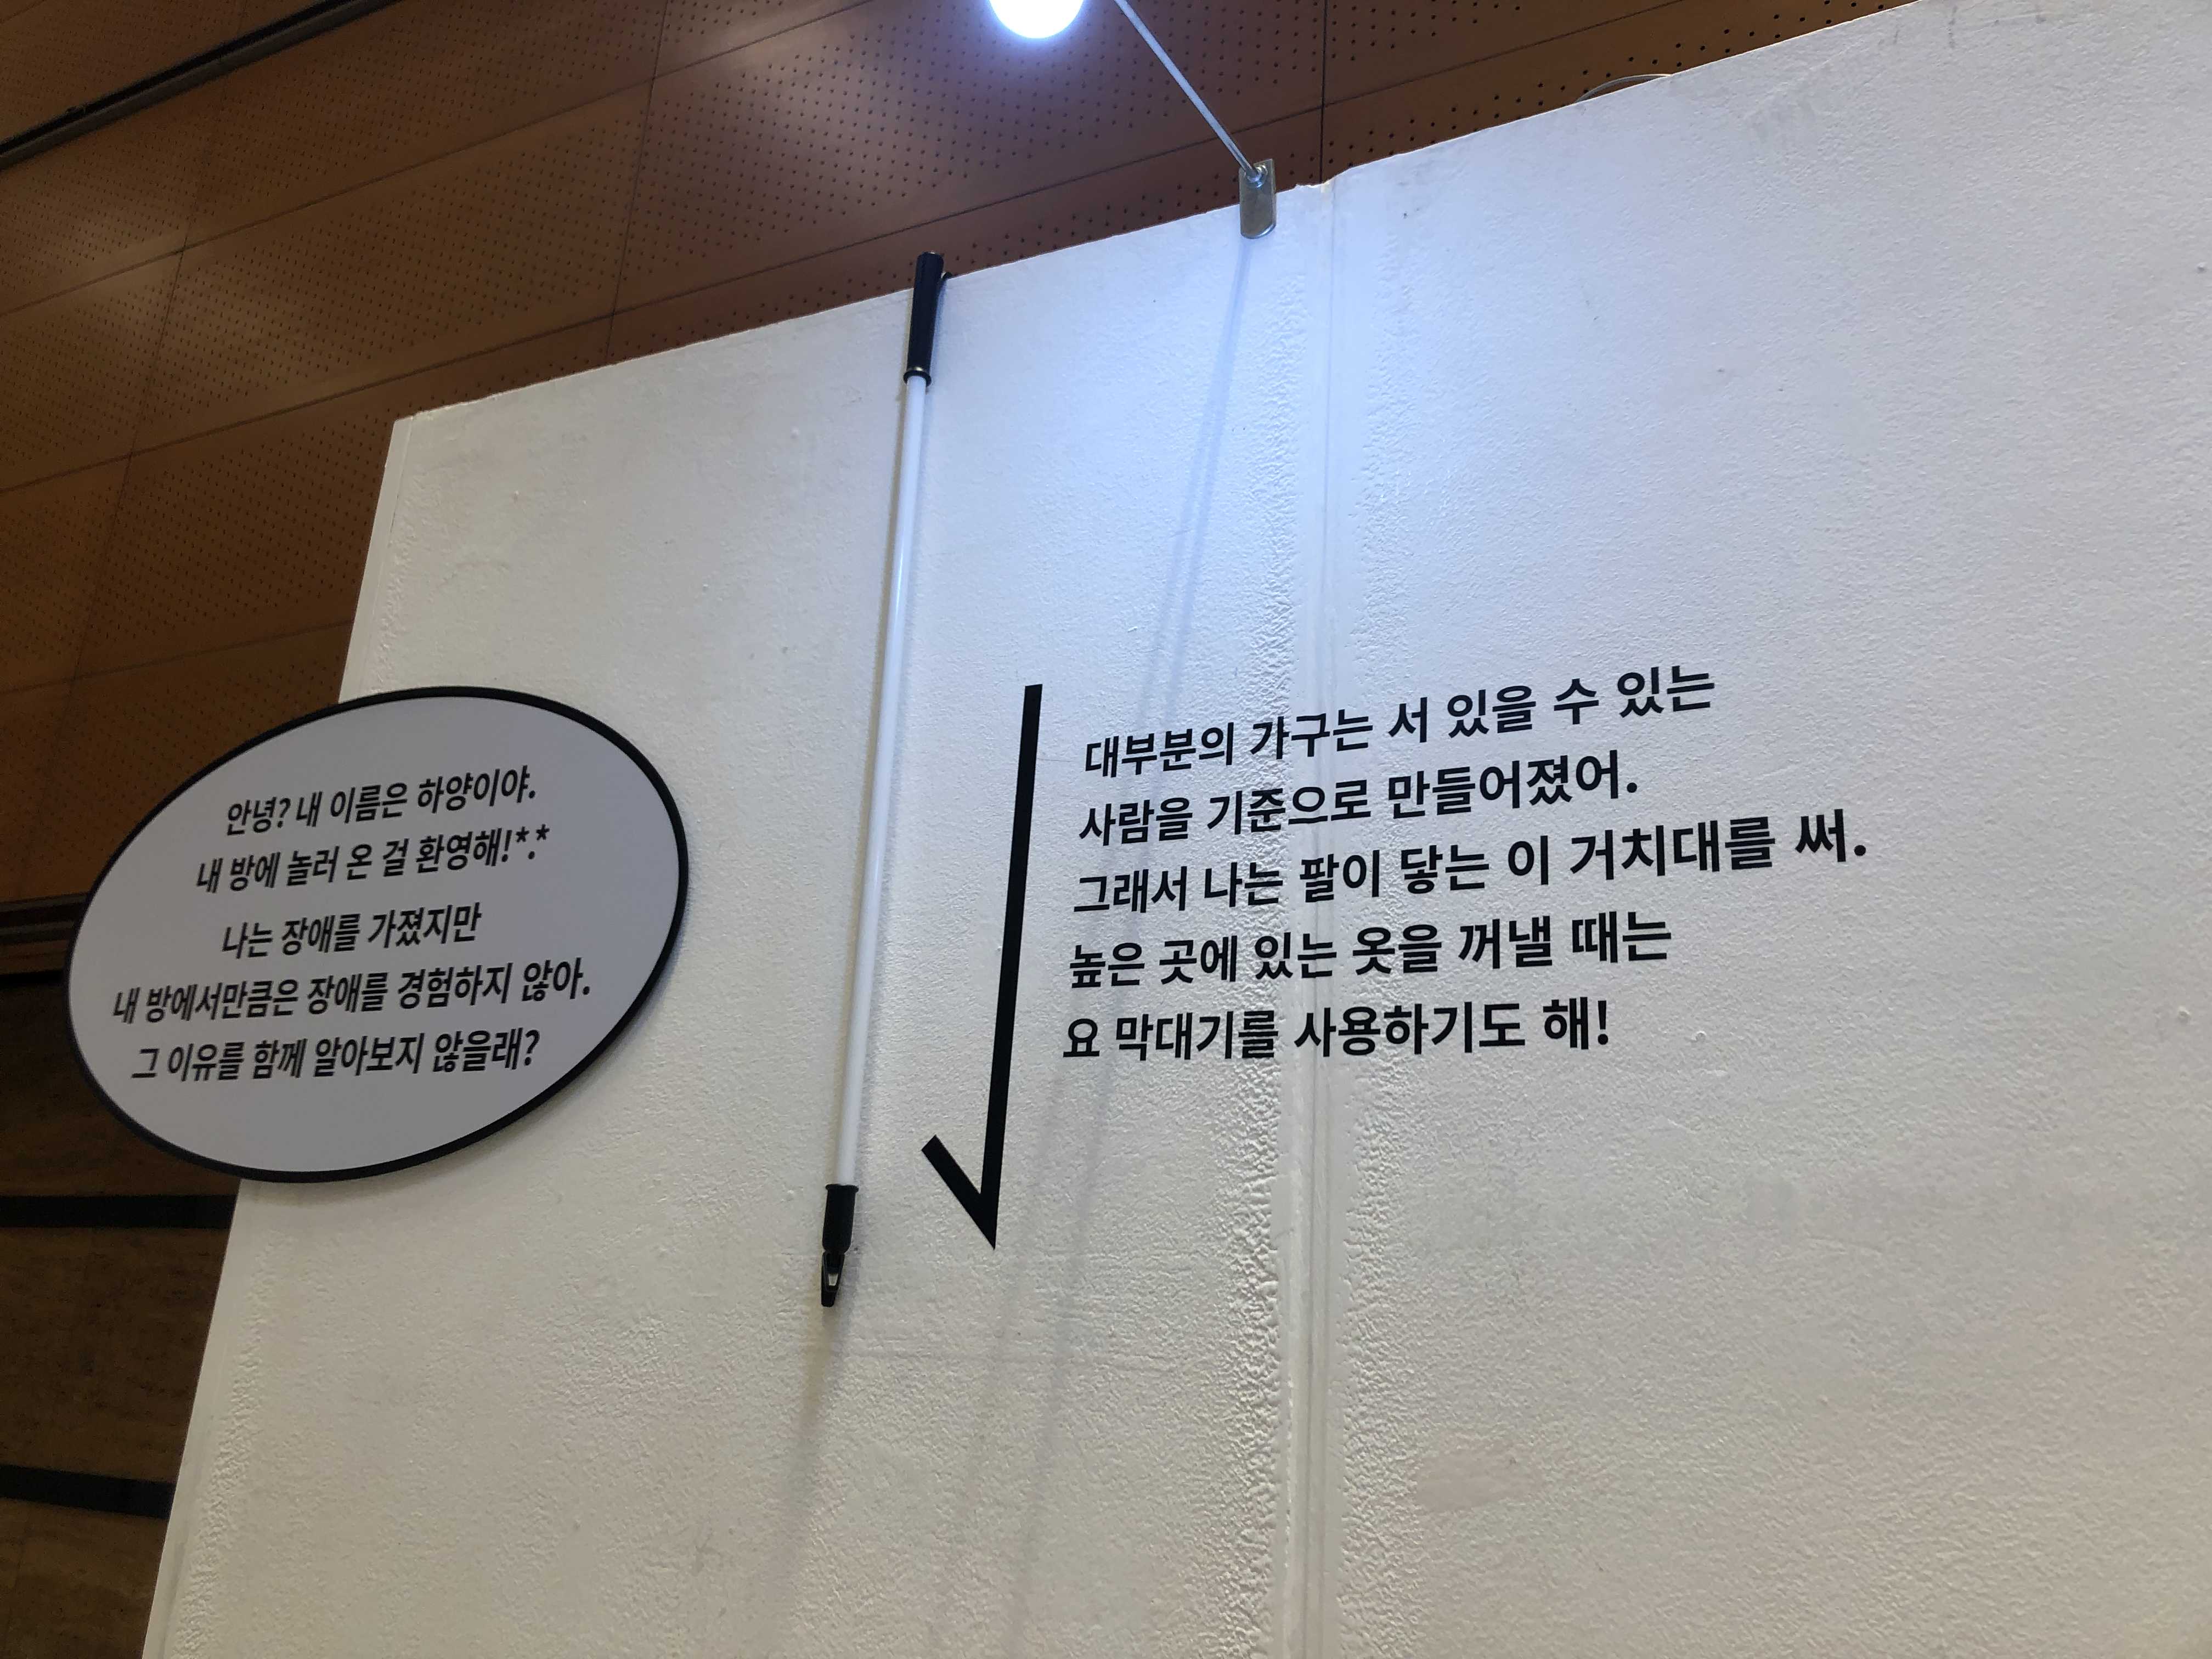 안녕? 내 이름은 하양이야.
내 방에 놀러 온 걸 환영해!*.*
나는 장애를 가졌지만
내 방에서만큼은 장애를 경험하지 않아.
그 이유를 함께 알아보지 않을래?
대부분의 가구는 서 있을 수 있는
사람을 기준으로 만들어졌어.
그래서 나는 팔이 닿는 이 거치대를 써.
높은 곳에 있는 옷을 꺼낼 때는
요 막대기를 사용하기도 해!